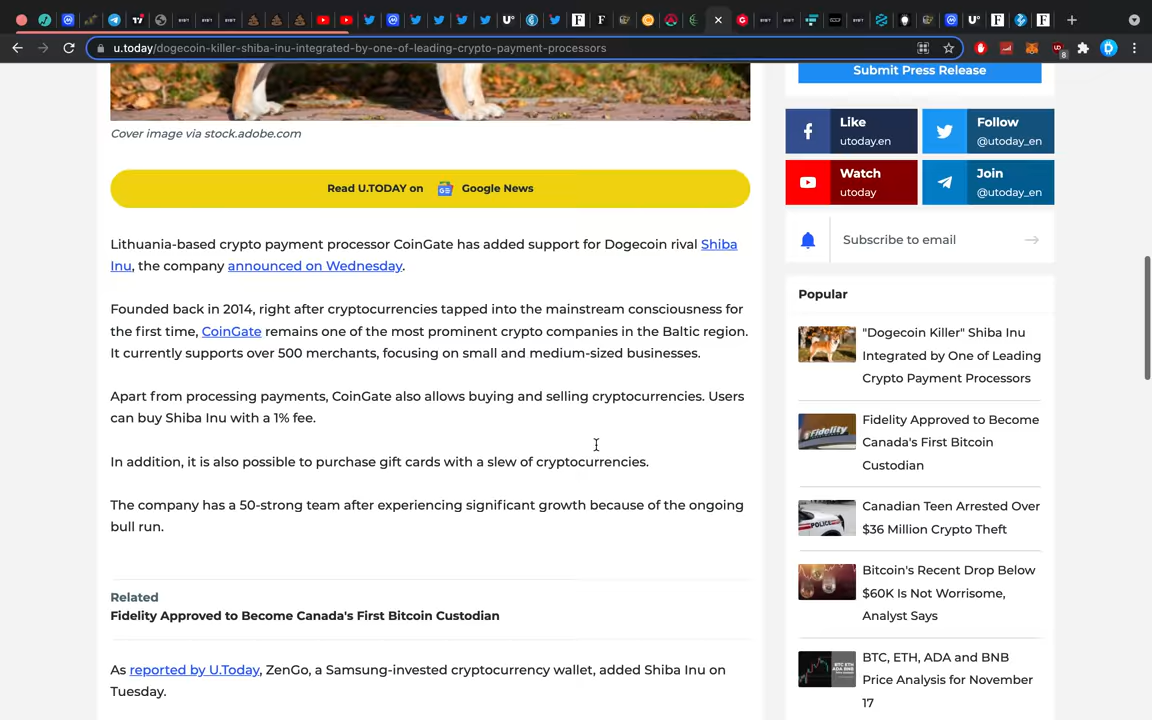 u.today/dogecoin-killer-shiba-inu-integrated-by-one-of-leading-crypto-payment-processors
Cover image via stock.adobe.com
Read U.TODAY on Google News
Lithuania-based crypto payment processor CoinGate has added support for Dogecoin rival Shiba
Inu, the company announced on Wednesday.
Founded back in 2014, right after cryptocurrencies tapped into the mainstream consciousness for
the first time, CoinGate remains one of the most prominent crypto companies in the Baltic region.
It currently supports over 500 merchants, focusing on small and medium-sized businesses.
Apart from processing payments, CoinGate also allows buying and selling cryptocurrencies. Users
can buy Shiba Inu with a 1% fee.
In addition, it is also possible to purchase gift cards with a slew of cryptocurrencies.
The company has a 50-strong team after experiencing significant growth because of the ongoing
bull run.
Related
Fidelity Approved to Become Canada's First Bitcoin Custodian
As reported by U.Today, ZenGo, a Samsung-invested cryptocurrency wallet, added Shiba Inu on
Tuesday.
Submit Press Release
Like
utoday.en
Follow
@utoday_en
Watch
utoday
Join
@utoday_en
Subscribe to email
Popular
"Dogecoin Killer" Shiba Inu
Integrated by One of Leading
Crypto Payment Processors
Fidelity Approved to Become
Canada's First Bitcoin
Custodian
Canadian Teen Arrested Over
$36 Million Crypto Theft
Bitcoin's Recent Drop Below
$60K Is Not Worrisome,
Analyst Says
BTC, ETH, ADA and BNB
Price Analysis for November
17